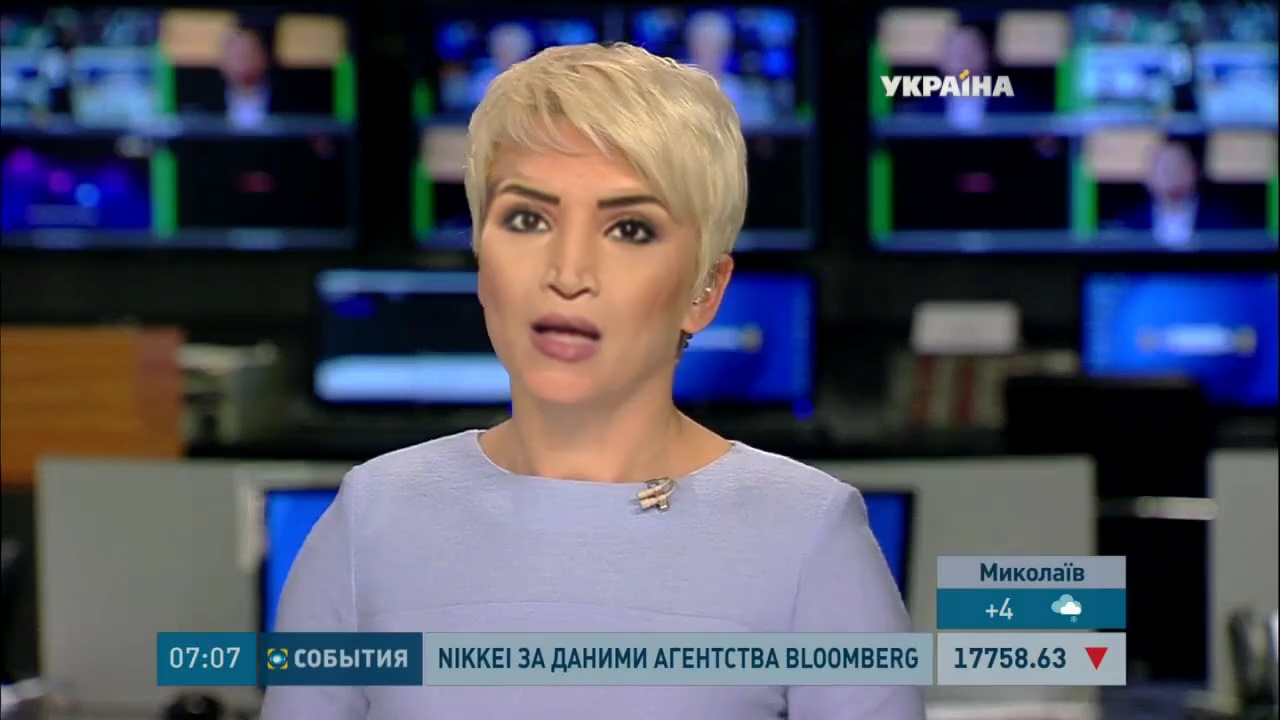 УКРАЇНА
Миколаїв
+4
07:07
СОБЫТИЯ
NIKKEI ЗА ДАНИМИ АГЕНТСТВА BLOOMBERG
17758.63